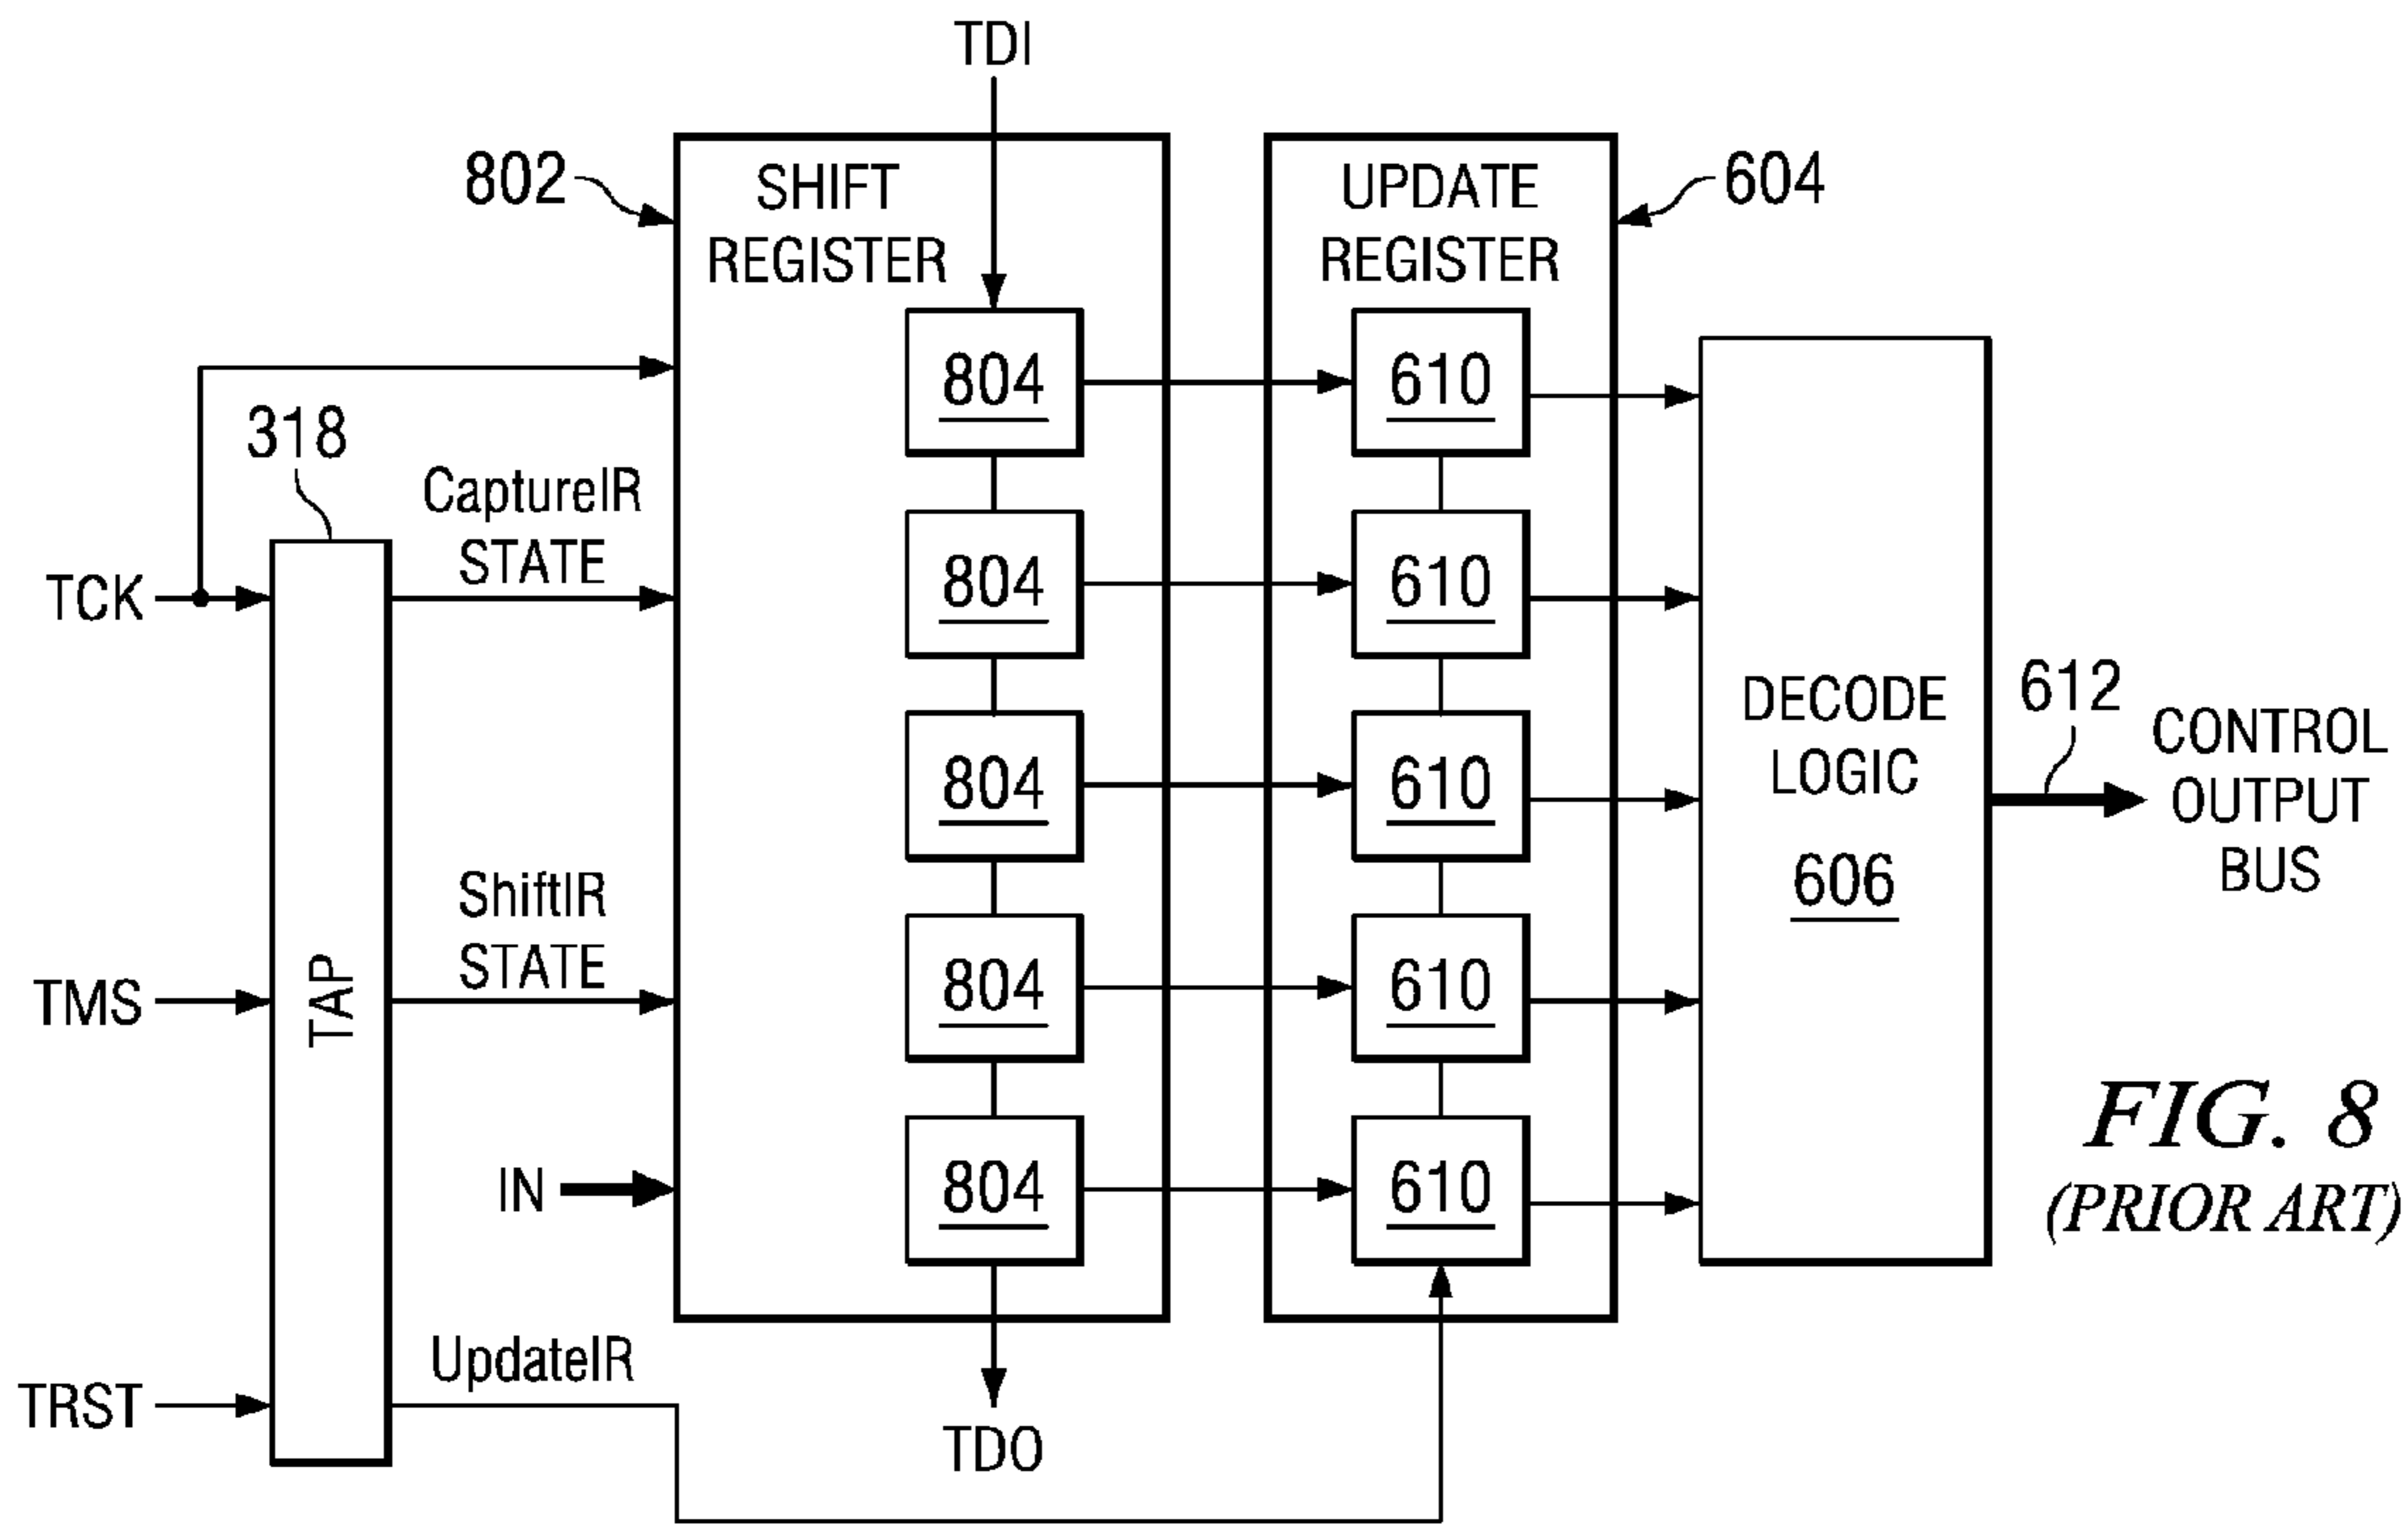 TDI
802
SHIFT
REGISTER
UPDATE
REGISTER
604
318
CaptureIR
STATE
TCK
804
610
804
610
804
610
804
610
804
610
DECODE
LOGIC
606
612
CONTROL
OUTPUT
BUS
ShiftIR
STATE
TAP
TMS
IN
UpdateIR
TRST
TDO
FIG. 8
(PRIOR ART)